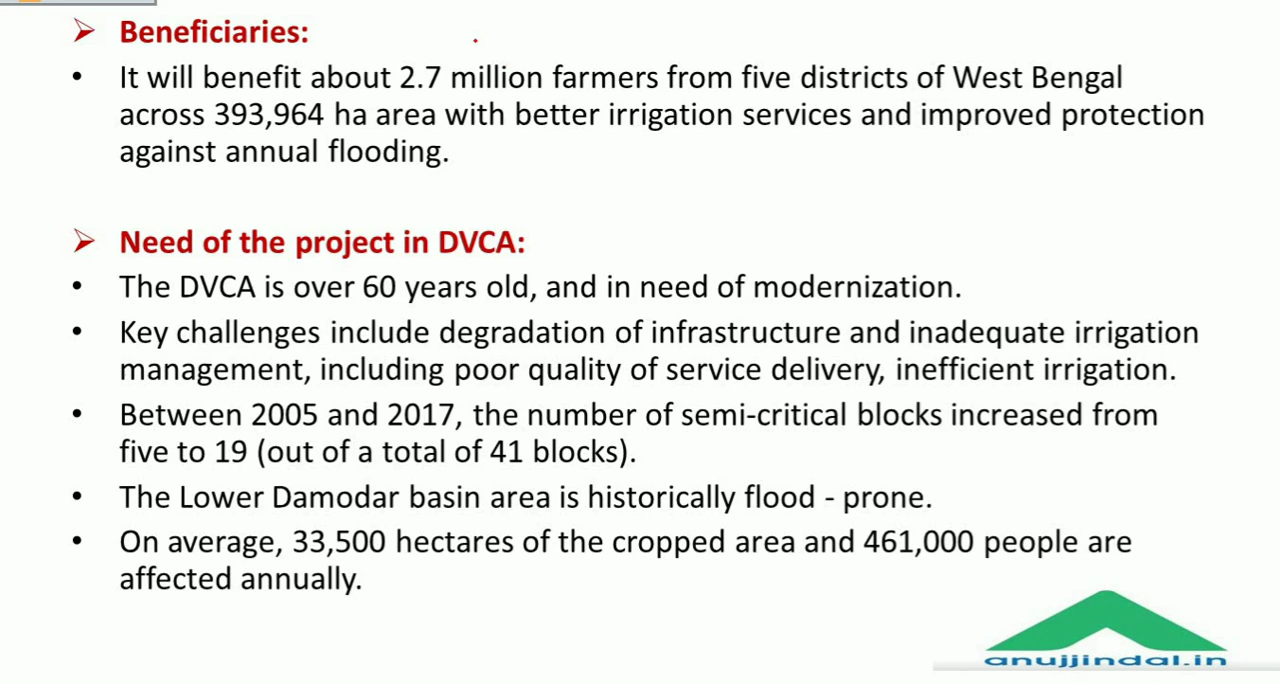 ➢ Beneficiaries:
• It will benefit about 2.7 million farmers from five districts of West Bengal
across 393,964 ha area with better irrigation services and improved protection
against annual flooding.
➢ Need of the project in DVCA:
• The DVCA is over 60 years old, and in need of modernization.
• Key challenges include degradation of infrastructure and inadequate irrigation
management, including poor quality of service delivery, inefficient irrigation.
• Between 2005 and 2017, the number of semi-critical blocks increased from
five to 19 (out of a total of 41 blocks).
• The Lower Damodar basin area is historically flood - prone.
• On average, 33,500 hectares of the cropped area and 461,000 people are
affected annually.
anujjindal.in